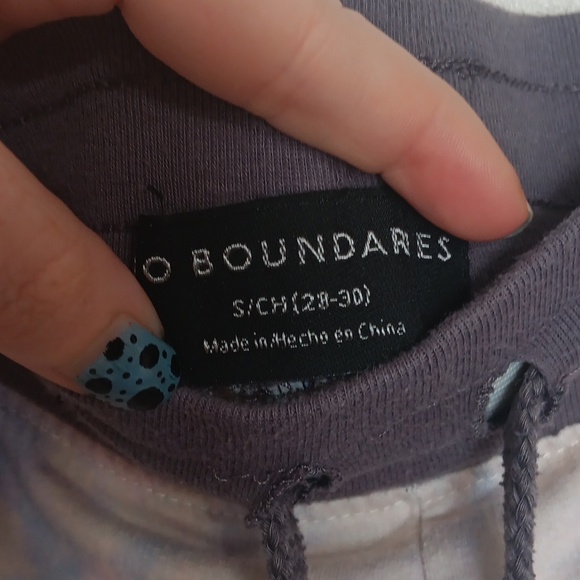 O BOUNDARES
S/CH (28-30)
Made in/Hecho en China